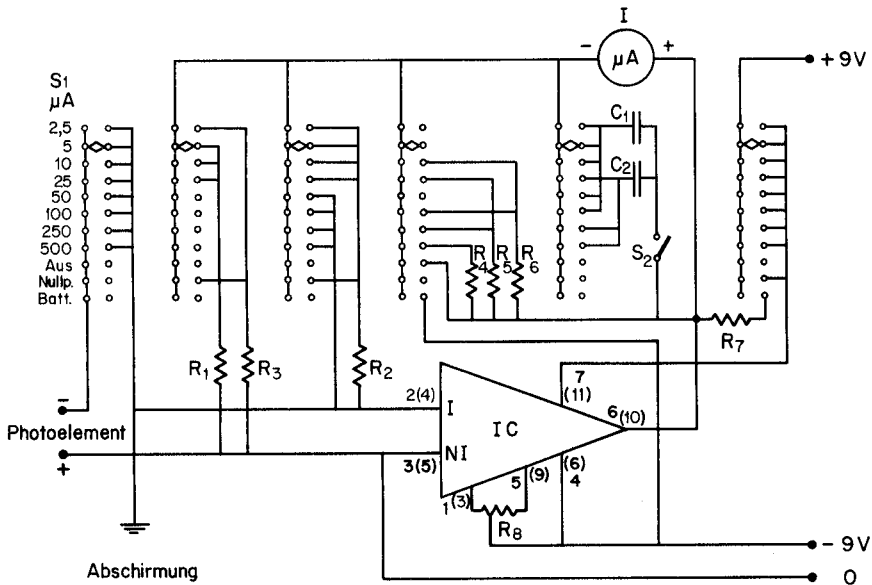 I
- μA +
S1
μA
2,5
5
10
25
50
100
250
500
Aus
Nullp.
Batt.
+ 9V
C1
C2
S2
R4 R5 R6
R7
R1 R3 R2
7
(11)
2(4) I
IC
6(10)
3(5) NI
(6)
4
5 (9)
1 (3)
R8
-
Photoelement
+
Abschirmung
- 9V
0